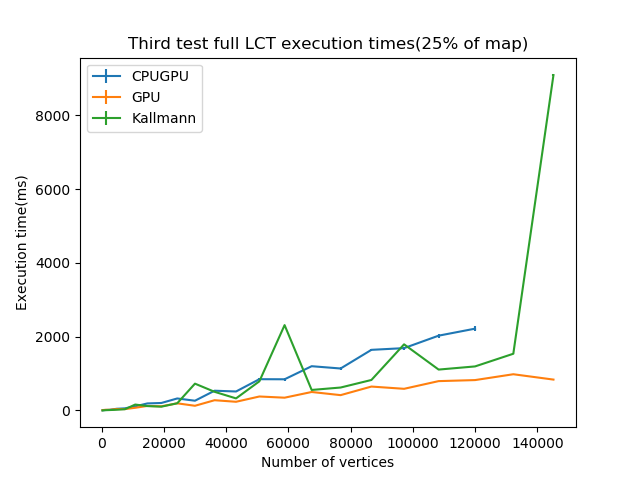 Third test full LCT execution times(25% of map)
CPUGPU
GPU
Kallmann
Execution time(ms)
8000
6000
4000
2000
0
0 20000 40000 60000 80000 100000 120000 140000
Number of vertices